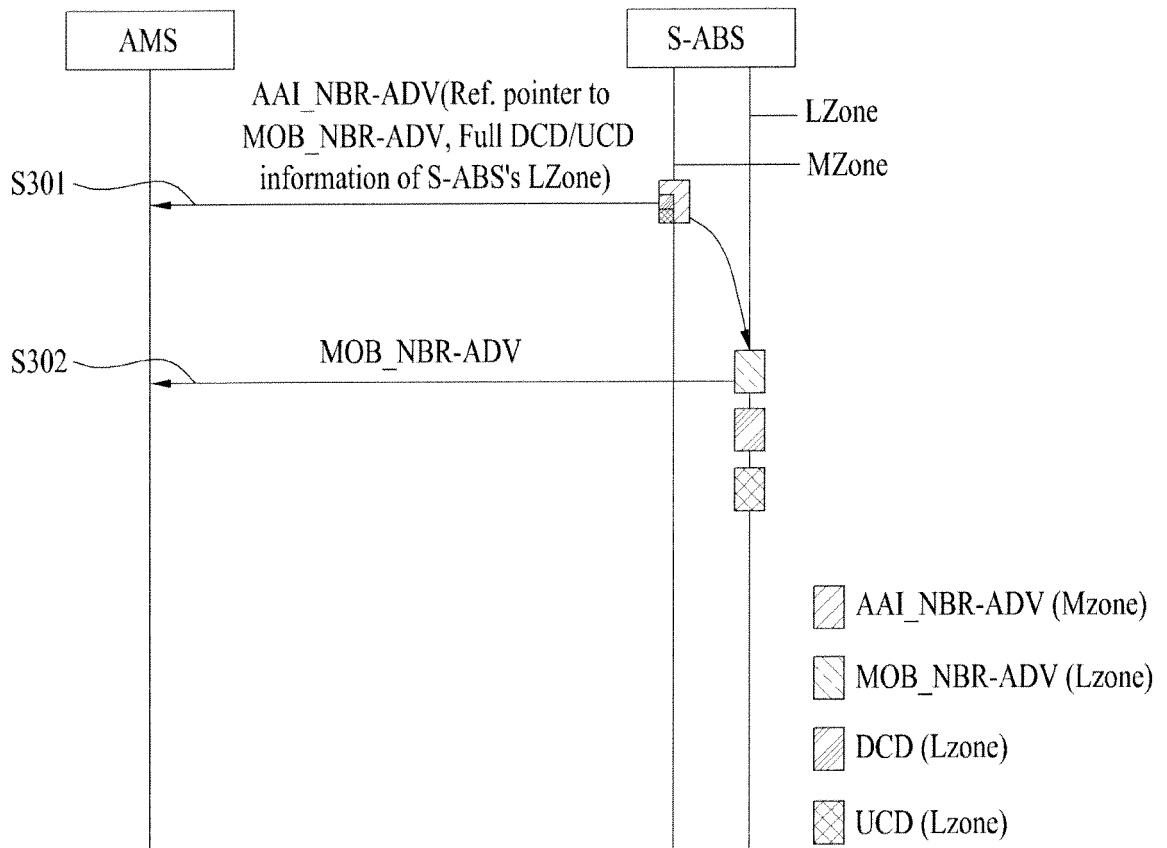 AMS
S-ABS
AAI_NBR-ADV(Ref. pointer to
MOB_NBR-ADV, Full DCD/UCD
information of S-ABS's LZone)
LZone
MZone
S301
S302
MOB_NBR-ADV
AAI_NBR-ADV (Mzone)
MOB_NBR-ADV (Lzone)
DCD (Lzone)
UCD (Lzone)